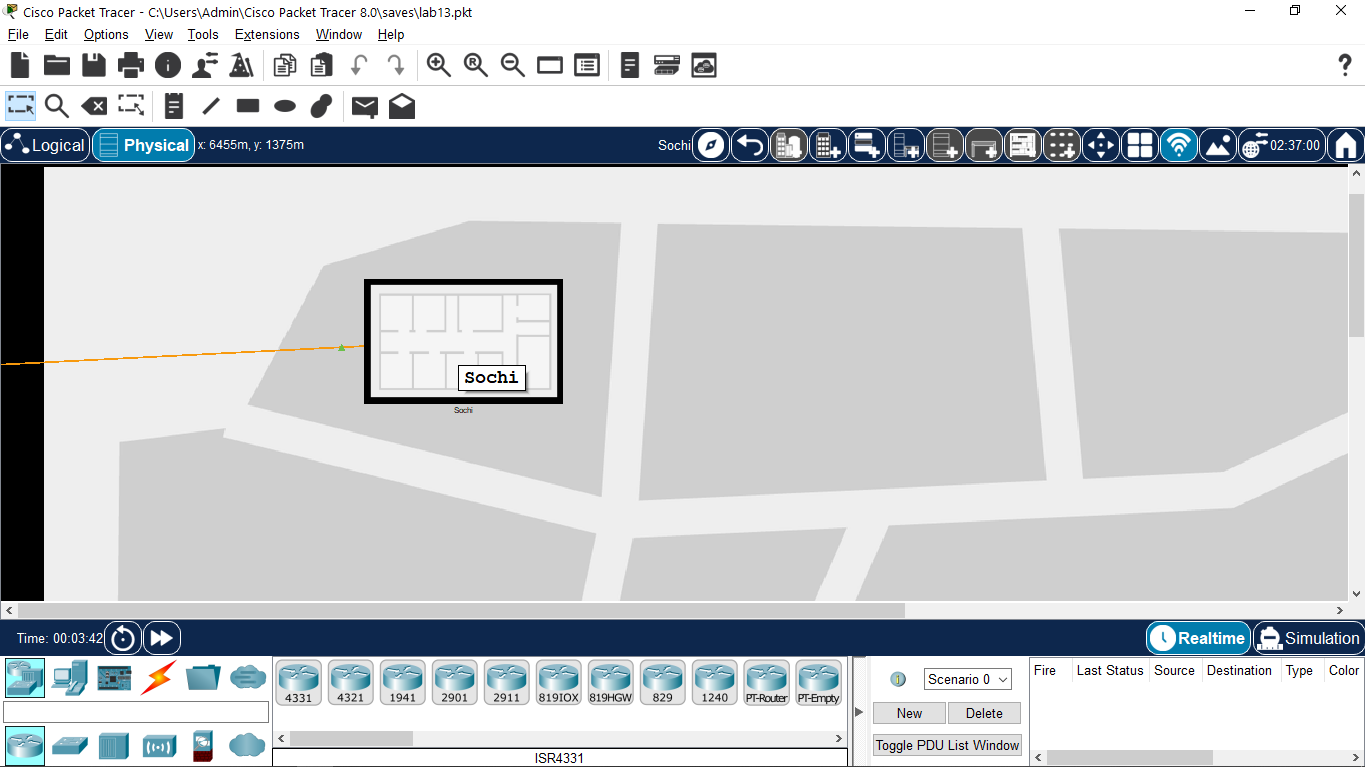 Cisco Packet Tracer - C:\Users\Admin\Cisco Packet Tracer 8.0\saves\lab13.pkt
File Edit Options View Tools Extensions Window Help
Logical Physical x: 6455m, y: 1375m Sochi 02:37:00
Sochi
Sochi
Time: 00:03:42 Realtime Simulation
4331 4321 1941 2901 2911 819IOX 819HGW 829 1240 PT-Router PT-Empty
ISR4331
Scenario 0
New Delete
Toggle PDU List Window
Fire Last Status Source Destination Type Color